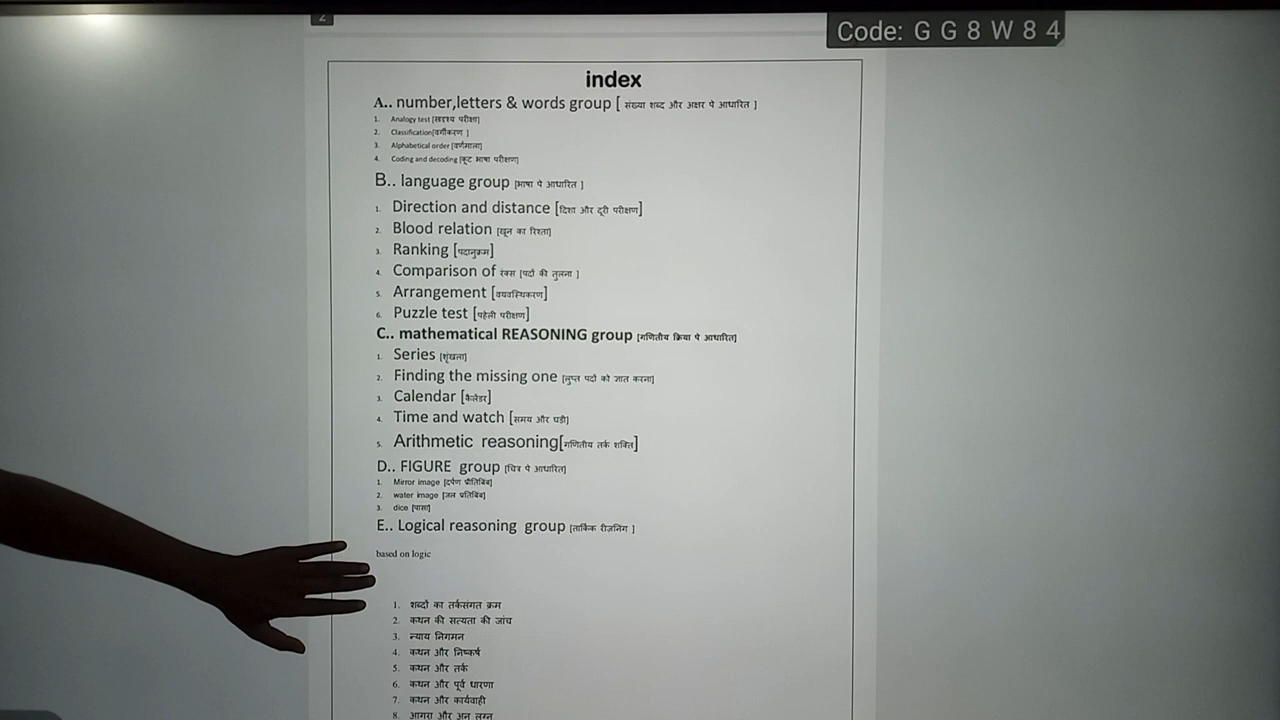 2
Code: G G 8 W 8 4
index
A.. number,letters & words group [ संख्या शब्द और अक्षर पे आधारित ]
1. Analogy test [सदृश्य परीक्षा]
2. Classification[वर्गीकरण ]
3. Alphabetical order [वर्णमाला]
4. Coding and decoding [कूट भाषा परीक्षण]
B.. language group [भाषा पे आधारित ]
1. Direction and distance [दिशा और दूरी परीक्षण]
2. Blood relation [खून का रिश्ता]
3. Ranking [पदानुक्रम]
4. Comparison of रंक्स [पदों की तुलना ]
5. Arrangement [वयवस्थिकरण]
6. Puzzle test [पहेली परीक्षण]
C.. mathematical REASONING group [गणितीय क्रिया पे आधारित]
1. Series [शृंखला]
2. Finding the missing one [लुप्त पदों को ज्ञात करना]
3. Calendar [कैलेंडर]
4. Time and watch [समय और घड़ी]
5. Arithmetic reasoning[गणितीय तर्क शक्ति]
D.. FIGURE group [चित्र पे आधारित]
1. Mirror image [दर्पण प्रीतिबिंब]
2. water image [जल प्रतिबिंब]
3. dice [पासा]
E.. Logical reasoning group [तार्किक रीज़निंग ]
based on logic
1. शब्दों का तर्कसंगत क्रम
2. कथन की सत्यता की जांच
3. न्याय निगमन
4. कथन और निष्कर्ष
5. कथन और तर्क
6. कथन और पूर्व धारणा
7. कथन और कार्यवाही
8. और